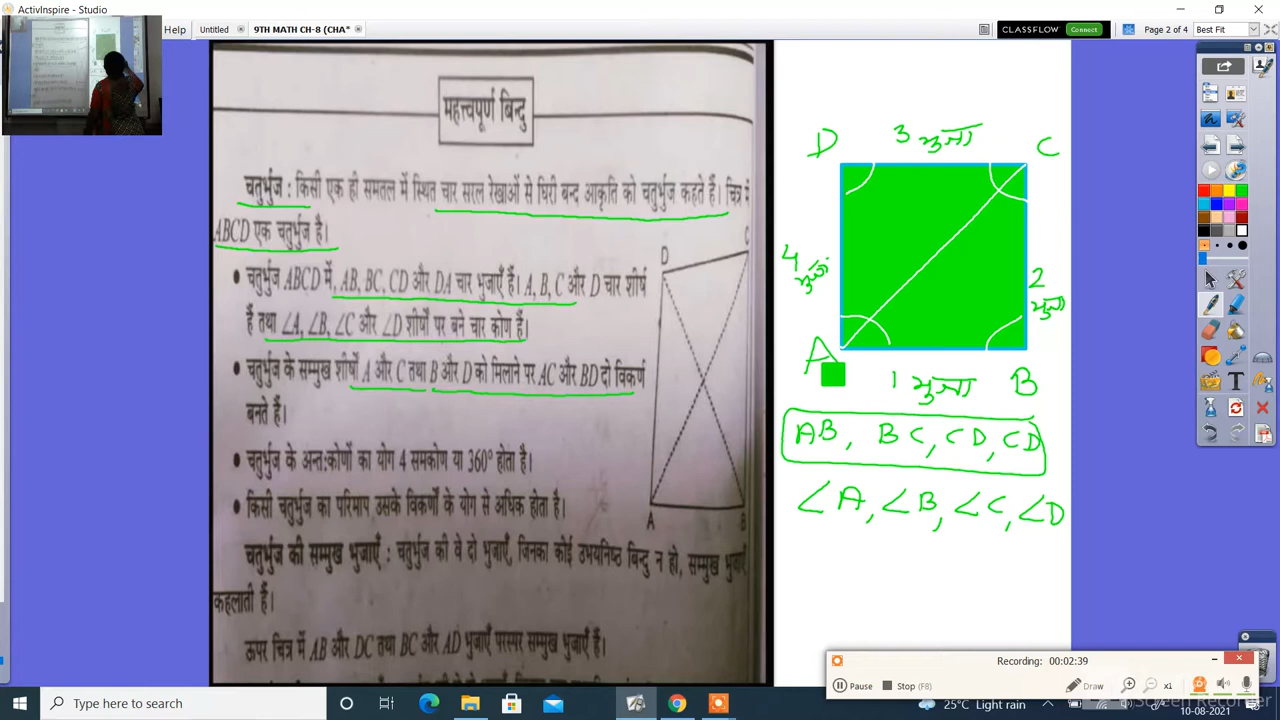 ActivInspire - Studio
Help Untitled 9TH MATH CH-8 (CHA* CLASSFLOW Connect Page 2 of 4 Best Fit
महत्त्वपूर्ण बिन्दु
चतुर्भुज : किसी एक ही समतल में स्थित चार सरल रेखाओं से घिरी बन्द आकृति को चतुर्भुज कहते हैं। चित्र में
ABCD एक चतुर्भुज है।
• चतुर्भुज ABCD में, AB, BC, CD और DA चार भुजाएँ हैं। A, B, C और D चार शीर्ष
हैं तथा ∠A, ∠B, ∠C और ∠D शीर्षों पर बने चार कोण हैं।
• चतुर्भुज के सम्मुख शीर्षों A और C तथा B और D को मिलाने पर AC और BD दो विकर्ण
बनते हैं।
• चतुर्भुज के अन्त:कोणों का योग 4 समकोण या 360° होता है।
• किसी चतुर्भुज का परिमाप उसके विकर्णों के योग से अधिक होता है।
चतुर्भुज की सम्मुख भुजाएँ : चतुर्भुज की वे दो भुजाएँ, जिनका कोई उभयनिष्ठ बिन्दु न हो, सम्मुख भुजाएँ
कहलाती हैं।
ऊपर चित्र में AB और DC तथा BC और AD भुजाएँ परस्पर सम्मुख भुजाएँ हैं।
D C
A B
D 3 भुजा C
4 भुजा
2 भुजा
A 1 भुजा B
AB, BC, CD, CD
∠A, ∠B, ∠C, ∠D
Recording: 00:02:39
Pause Stop (F8) x1 Draw
Screen Recorder
Type here to search
25°C Light rain 10-08-2021